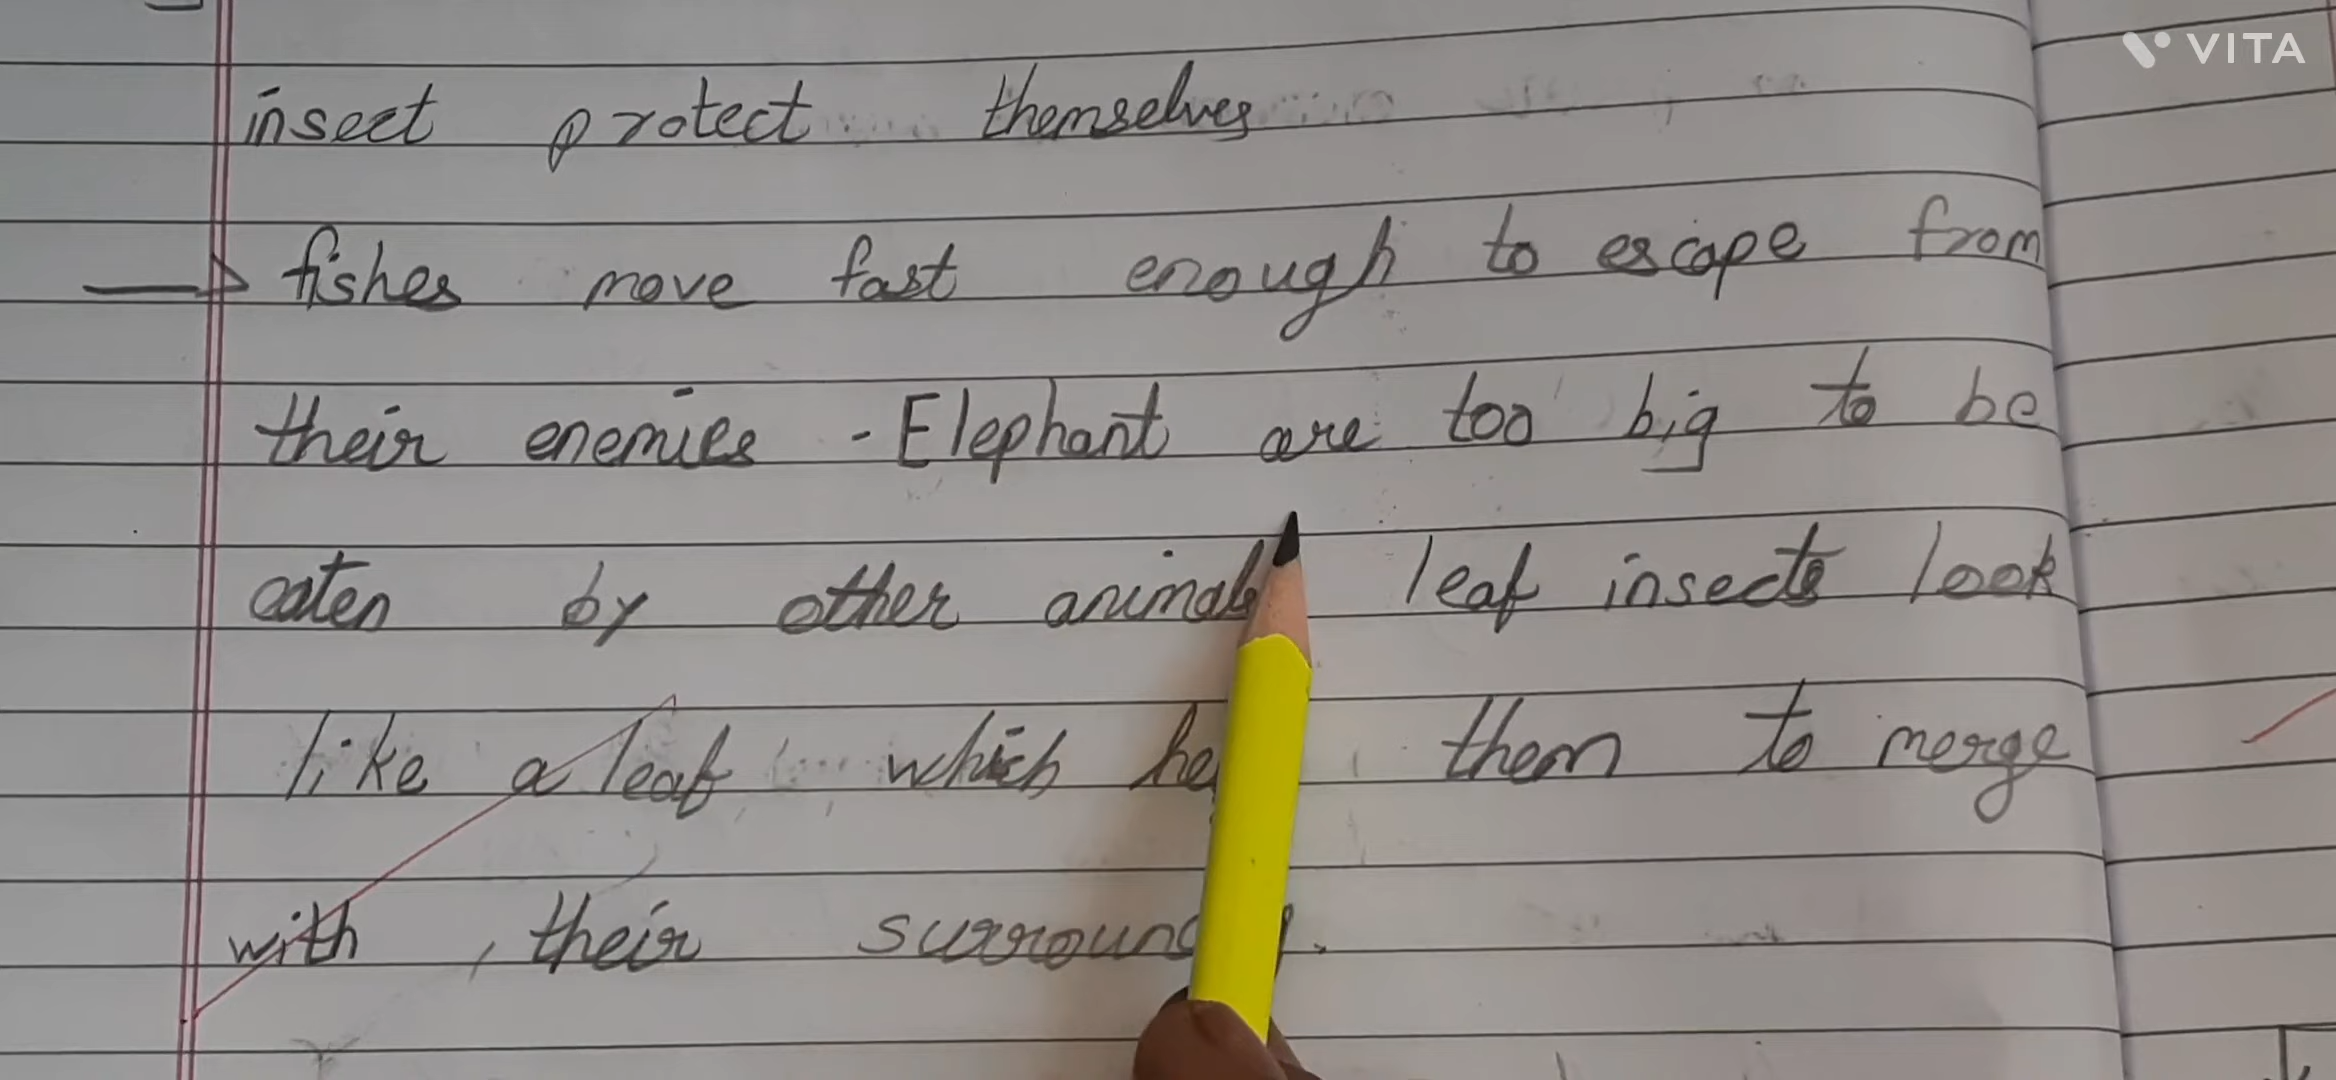 VITA
insect protect themselves
→ fishes move fast enough to escape from
their enemies - Elephant are too big to be
eaten by other animals leaf insects look
like a leaf which them to merge
with, their